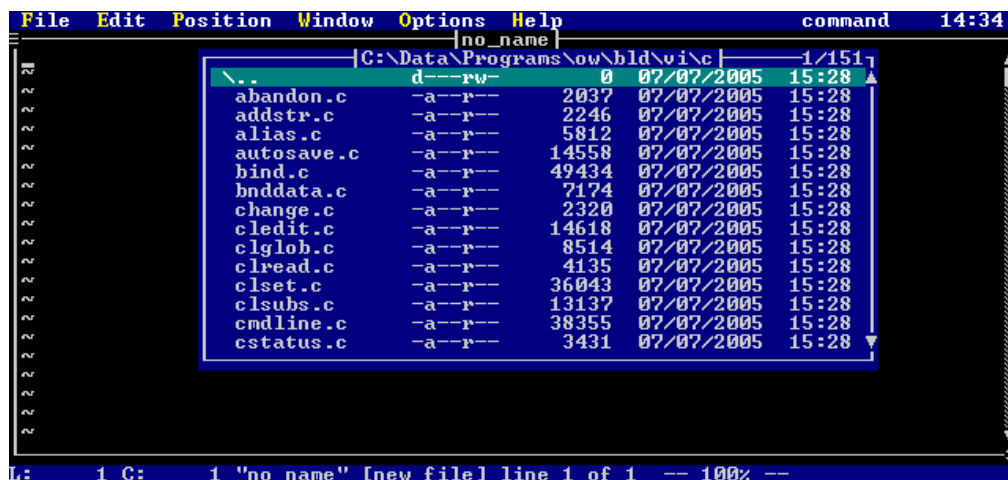 File Edit Position Window Options Help command 14:34
no_name
C:\Data\Programs\ow\bld\vi\c 1/151
\.. d---rw- 0 07/07/2005 15:28
abandon.c -a--r-- 2037 07/07/2005 15:28
addstr.c -a--r-- 2246 07/07/2005 15:28
alias.c -a--r-- 5812 07/07/2005 15:28
autosave.c -a--r-- 14558 07/07/2005 15:28
bind.c -a--r-- 49434 07/07/2005 15:28
bnddata.c -a--r-- 7174 07/07/2005 15:28
change.c -a--r-- 2320 07/07/2005 15:28
cledit.c -a--r-- 14618 07/07/2005 15:28
clglob.c -a--r-- 8514 07/07/2005 15:28
clread.c -a--r-- 4135 07/07/2005 15:28
clset.c -a--r-- 36043 07/07/2005 15:28
clsubs.c -a--r-- 13137 07/07/2005 15:28
cmdline.c -a--r-- 38355 07/07/2005 15:28
cstatus.c -a--r-- 3431 07/07/2005 15:28
L: 1 C: 1 "no_name" [new file] line 1 of 1 -- 100% --